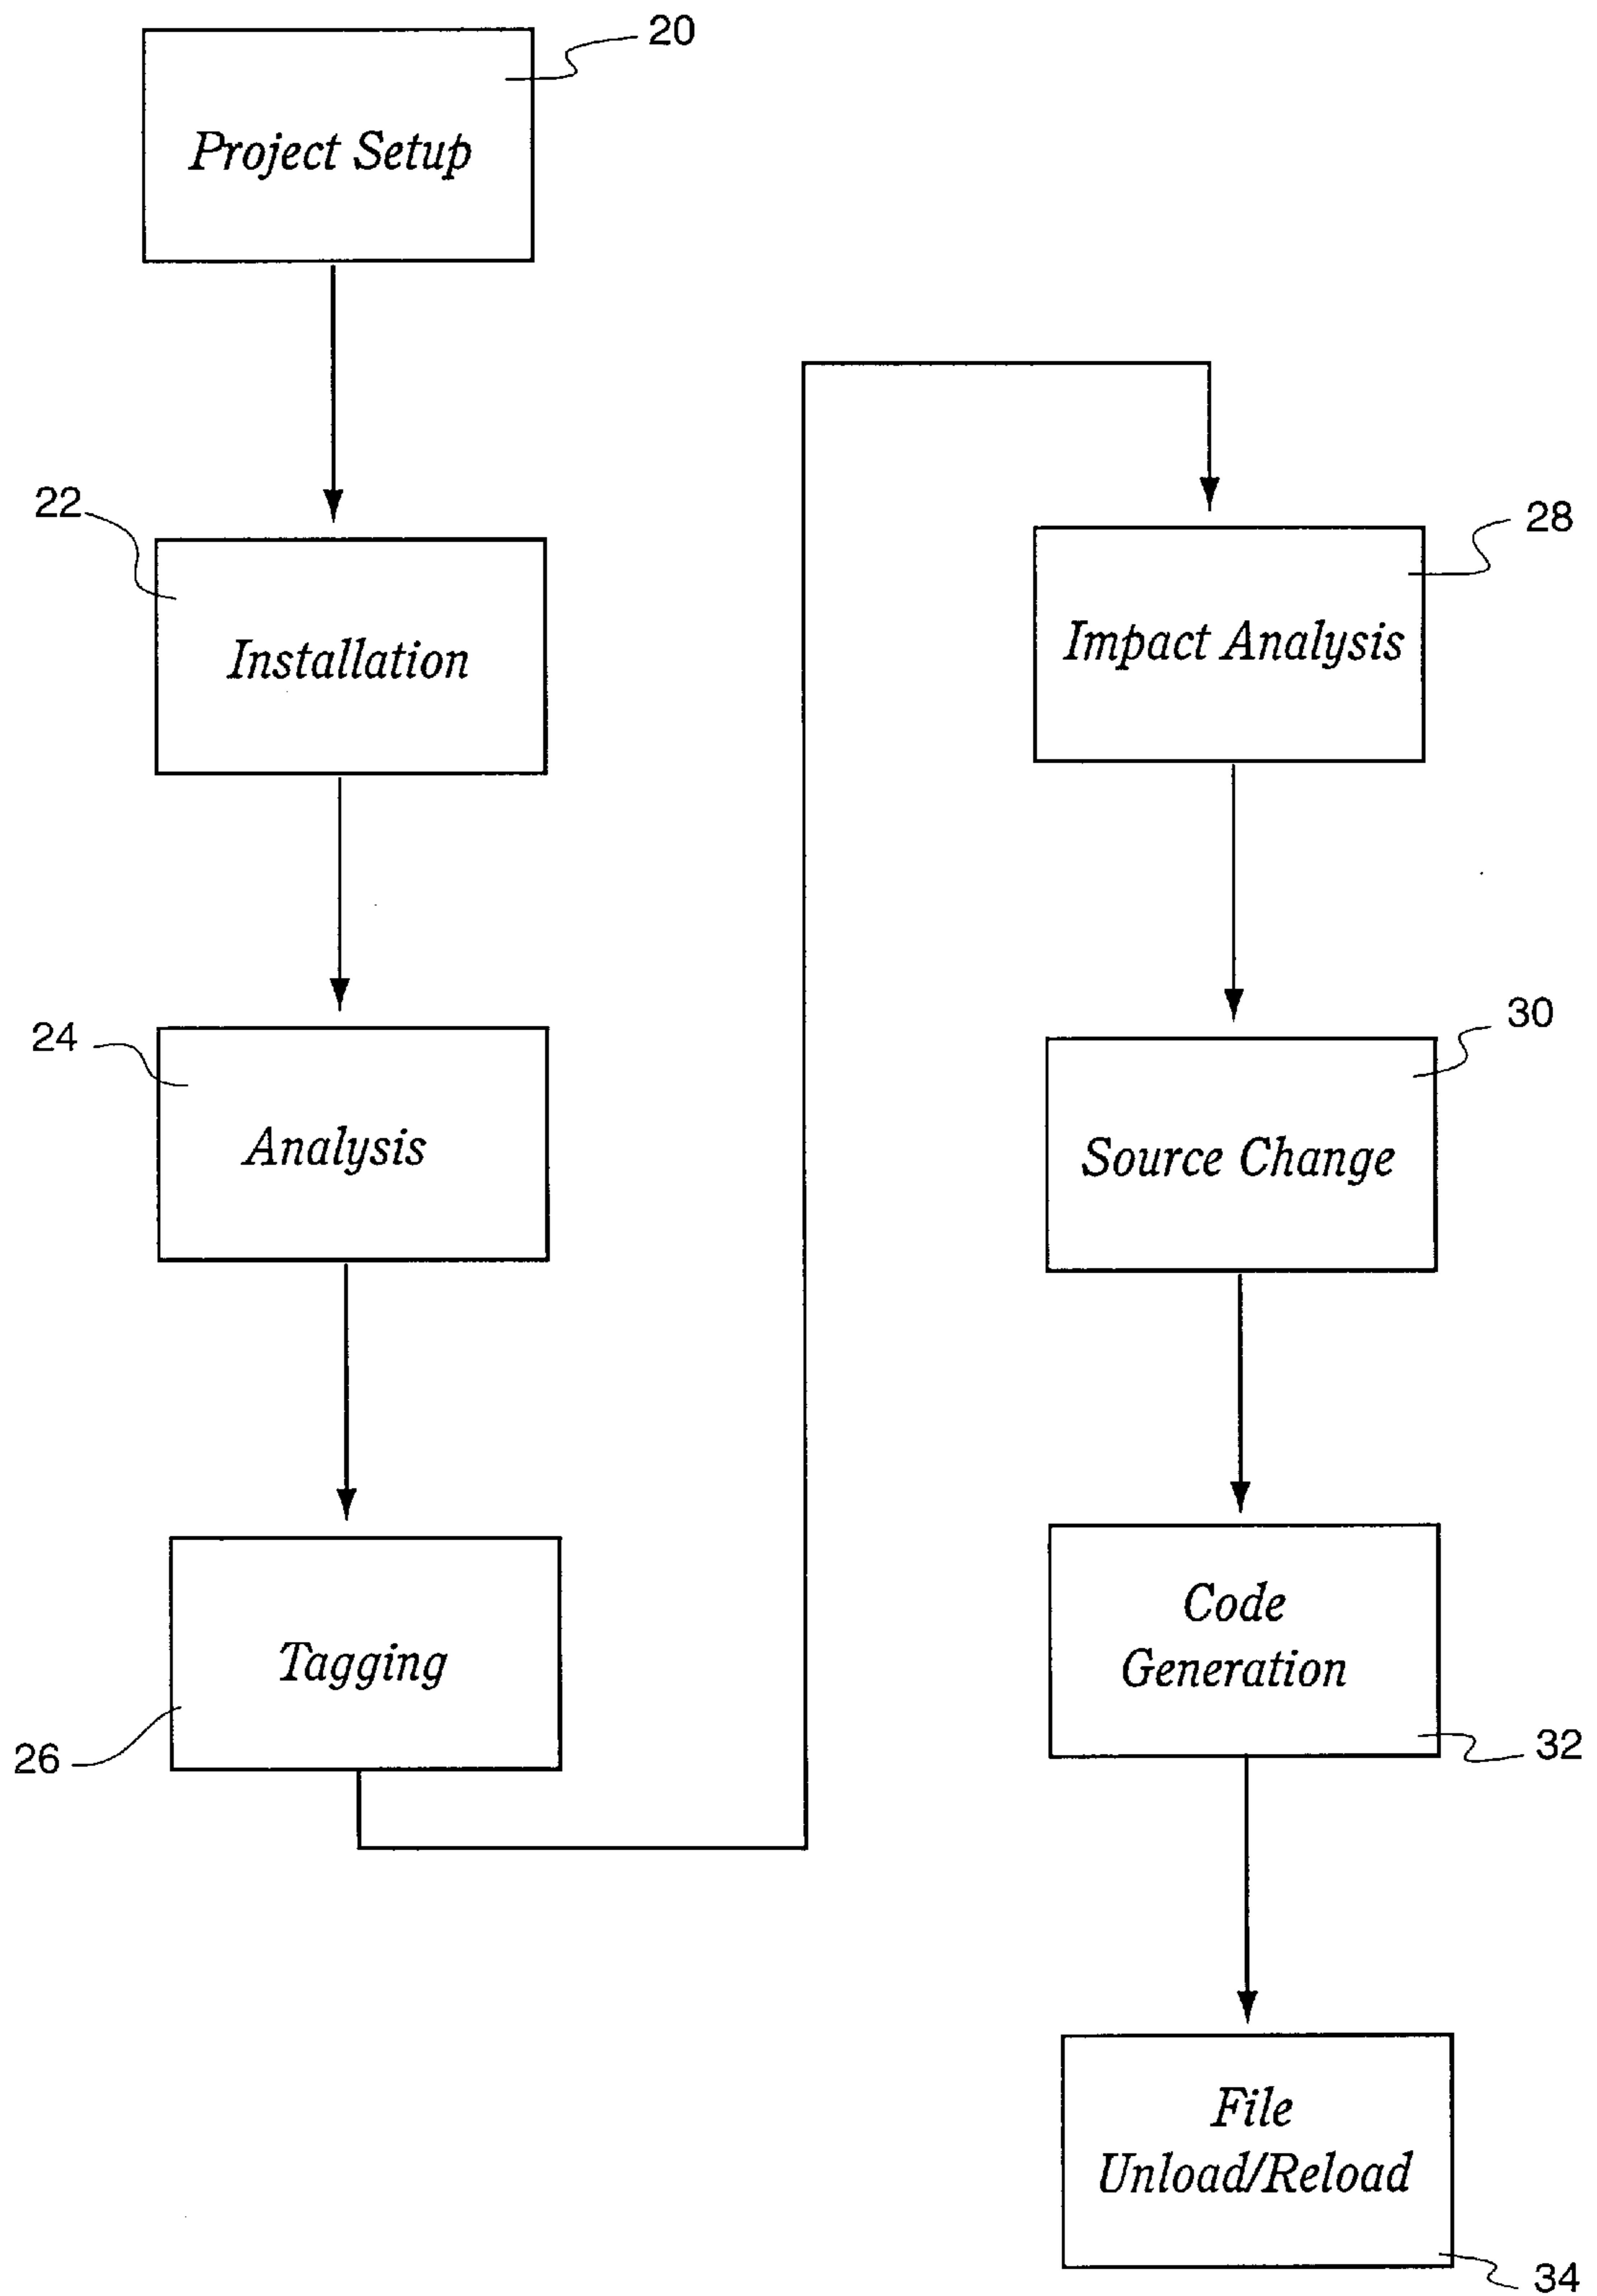 20
Project Setup
22
Installation
24
Analysis
Tagging
26
28
Impact Analysis
30
Source Change
Code
Generation
32
File
Unload/Reload
34